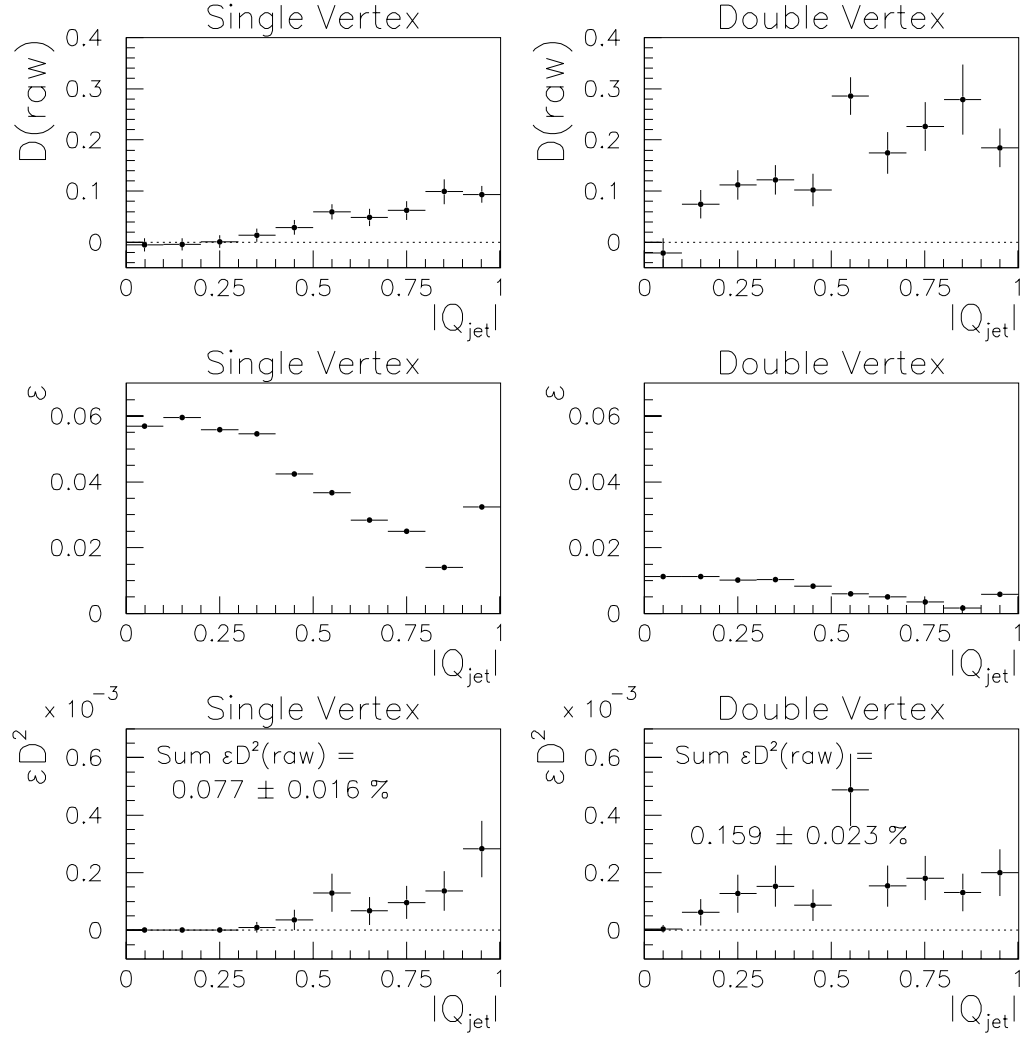 Single Vertex
D(raw)
0.4
0.3
0.2
0.1
0
0 0.25 0.5 0.75 1
|Q_jet|
Double Vertex
D(raw)
0.4
0.3
0.2
0.1
0
0 0.25 0.5 0.75 1
|Q_jet|
Single Vertex
ε
0.06
0.04
0.02
0
0 0.25 0.5 0.75 1
|Q_jet|
Double Vertex
ε
0.06
0.04
0.02
0
0 0.25 0.5 0.75 1
|Q_jet|
× 10⁻³
Single Vertex
εD²
0.6
0.4
0.2
0
Sum εD²(raw) =
0.077 ± 0.016 %
0 0.25 0.5 0.75 1
|Q_jet|
× 10⁻³
Double Vertex
εD²
0.6
0.4
0.2
0
Sum εD²(raw) =
0.159 ± 0.023 %
0 0.25 0.5 0.75 1
|Q_jet|